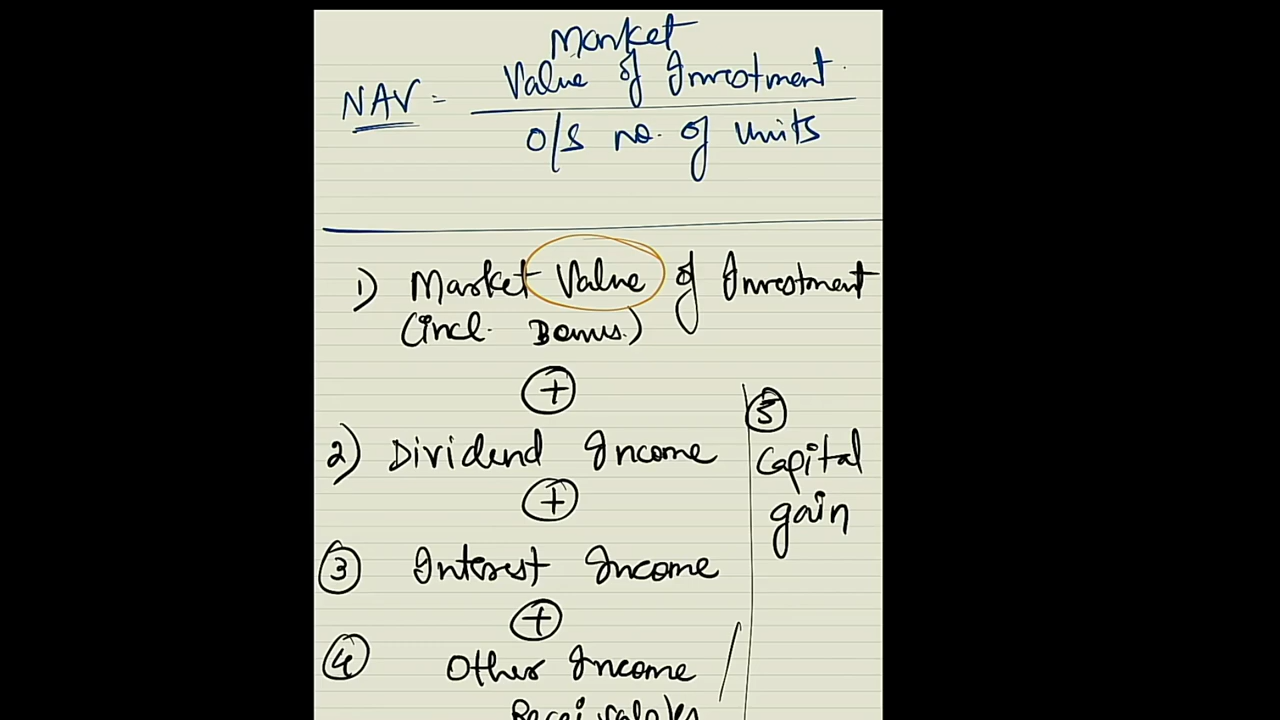 Market
Value of Investment
NAV =
O/S no. of units
1) Market Value of Investment
(incl. Bonus.)
+
2) Dividend Income
+
3 Interest Income
+
4 Other Income /
Receivables
5
Capital
gain